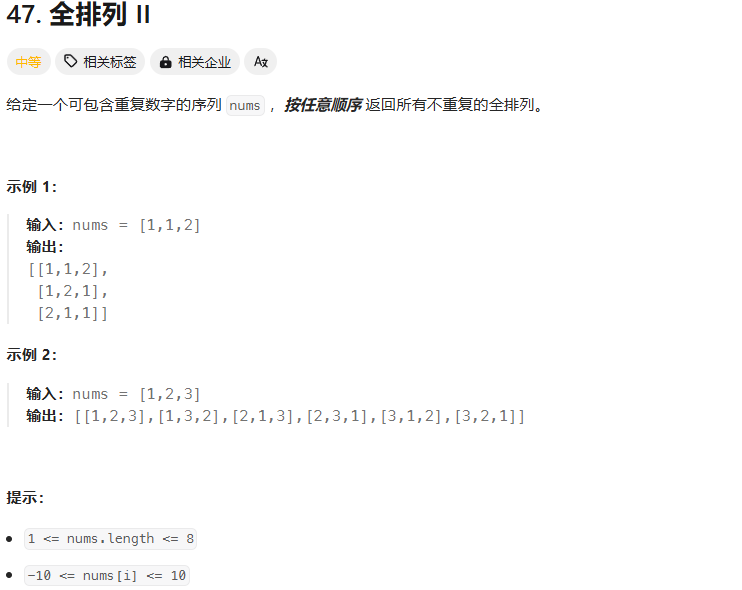 47. 全排列 II
中等 相关标签 相关企业 Aあ
给定一个可包含重复数字的序列 nums ，按任意顺序 返回所有不重复的全排列。
示例 1：
输入：nums = [1,1,2]
输出：
[[1,1,2],
[1,2,1],
[2,1,1]]
示例 2：
输入：nums = [1,2,3]
输出：[[1,2,3],[1,3,2],[2,1,3],[2,3,1],[3,1,2],[3,2,1]]
提示：
1 <= nums.length <= 8
-10 <= nums[i] <= 10